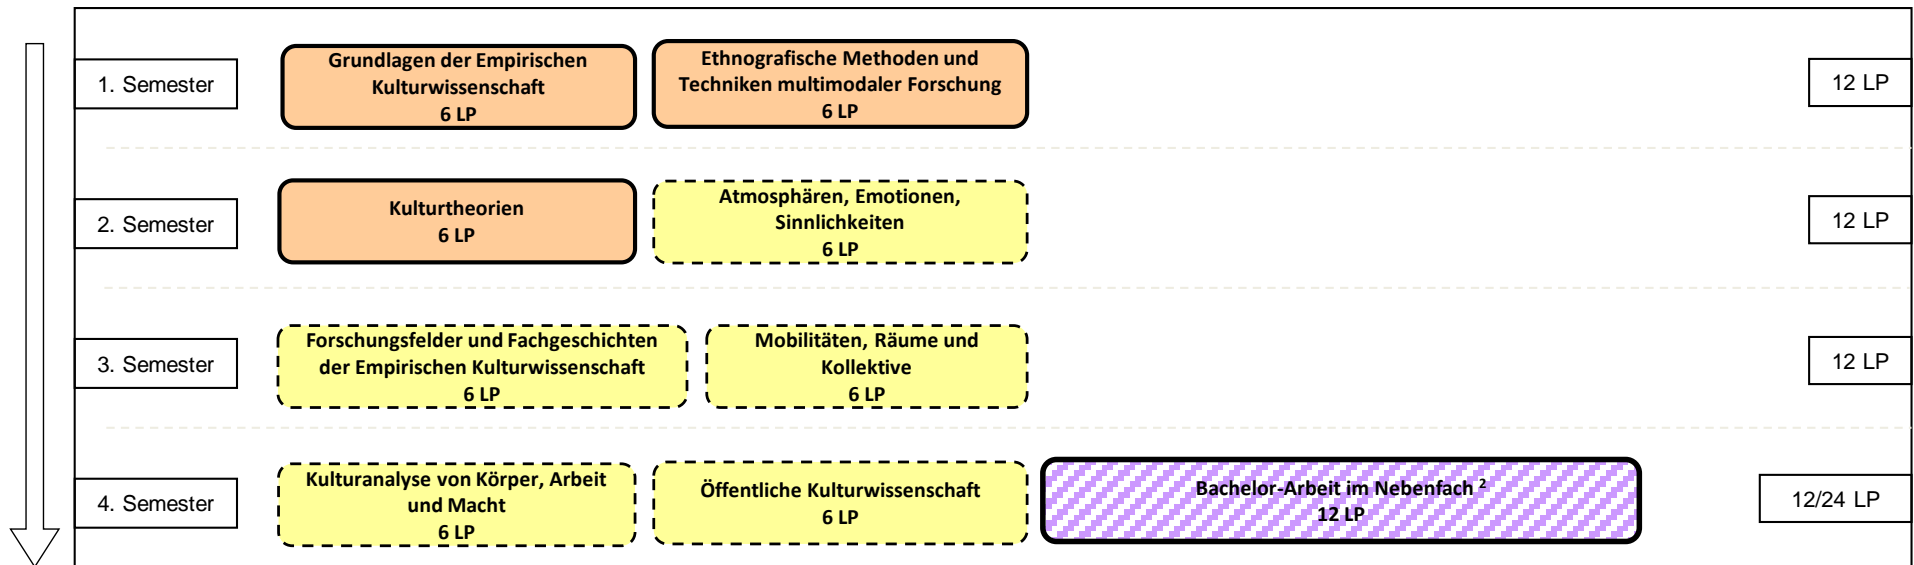 1. Semester
Grundlagen der Empirischen
Kulturwissenschaft
6 LP
Ethnografische Methoden und
Techniken multimodaler Forschung
6 LP
12 LP
2. Semester
Kulturtheorien
6 LP
Atmosphären, Emotionen,
Sinnlichkeiten
6 LP
12 LP
3. Semester
Forschungsfelder und Fachgeschichten
der Empirischen Kulturwissenschaft
6 LP
Mobilitäten, Räume und
Kollektive
6 LP
12 LP
4. Semester
Kulturanalyse von Körper, Arbeit
und Macht
6 LP
Öffentliche Kulturwissenschaft
6 LP
Bachelor-Arbeit im Nebenfach ²
12 LP
12/24 LP